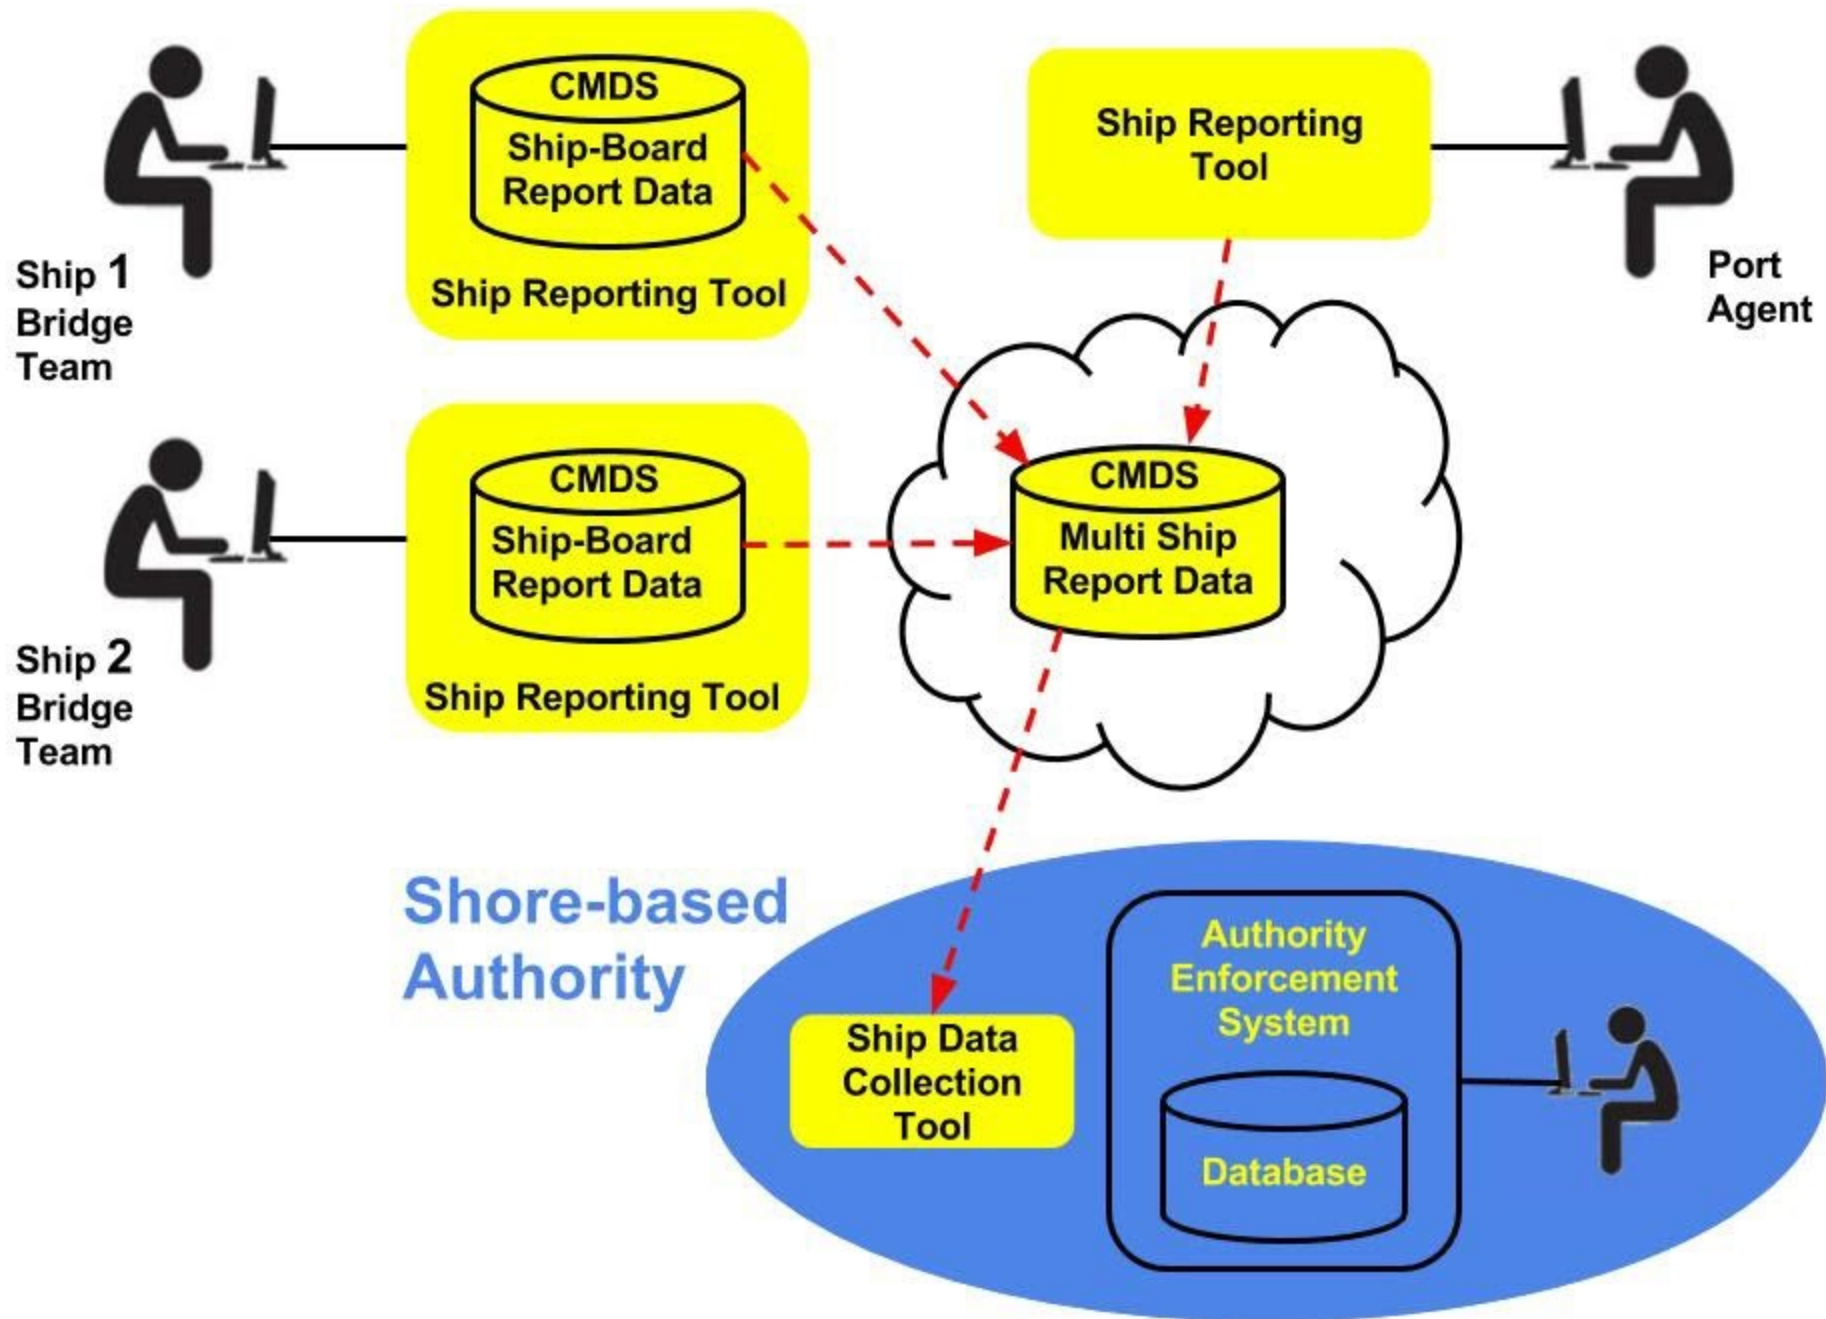 CMDS
Ship-Board
Report Data
Ship Reporting Tool
Ship 1
Bridge
Team
Ship Reporting
Tool
Port
Agent
CMDS
Ship-Board
Report Data
Ship Reporting Tool
Ship 2
Bridge
Team
CMDS
Multi Ship
Report Data
Shore-based
Authority
Authority
Enforcement
System
Database
Ship Data
Collection
Tool